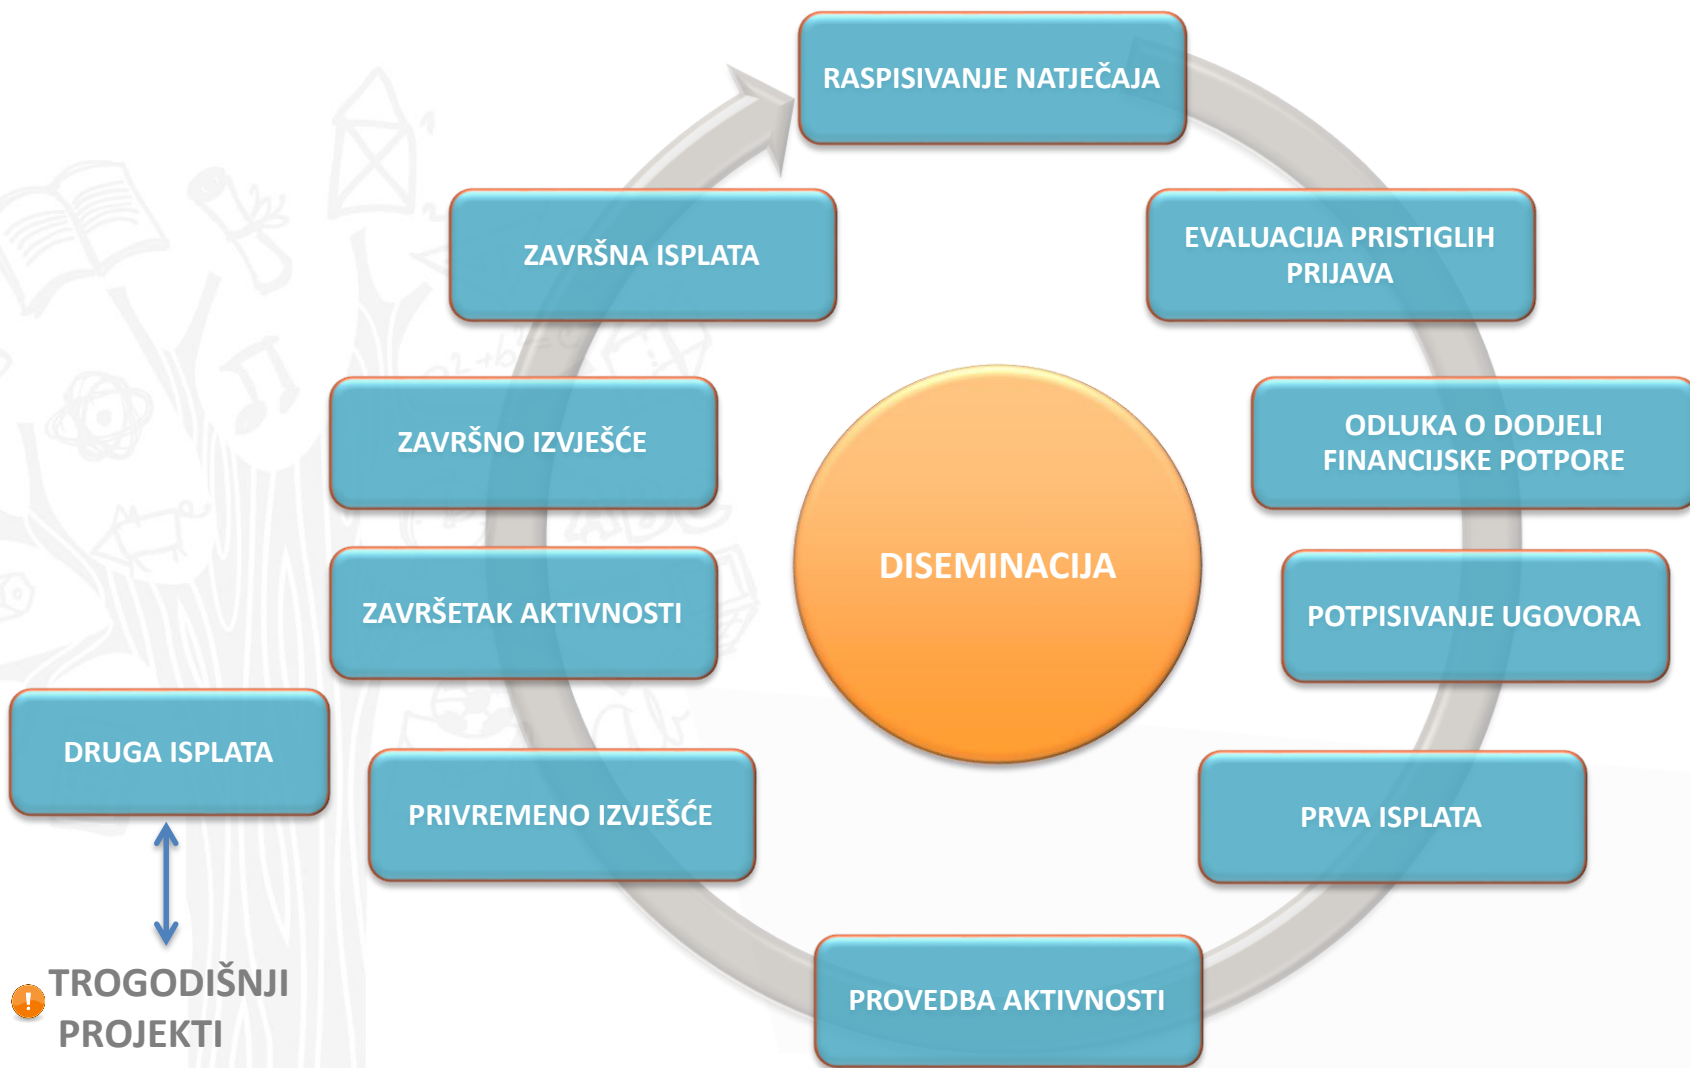 RASPISIVANJE NATJEČAJA
EVALUACIJA PRISTIGLIH
PRIJAVA
ODLUKA O DODJELI
FINANCIJSKE POTPORE
POTPISIVANJE UGOVORA
PRVA ISPLATA
PROVEDBA AKTIVNOSTI
PRIVREMENO IZVJEŠĆE
DRUGA ISPLATA
! TROGODIŠNJI
PROJEKTI
ZAVRŠETAK AKTIVNOSTI
ZAVRŠNO IZVJEŠĆE
ZAVRŠNA ISPLATA
DISEMINACIJA